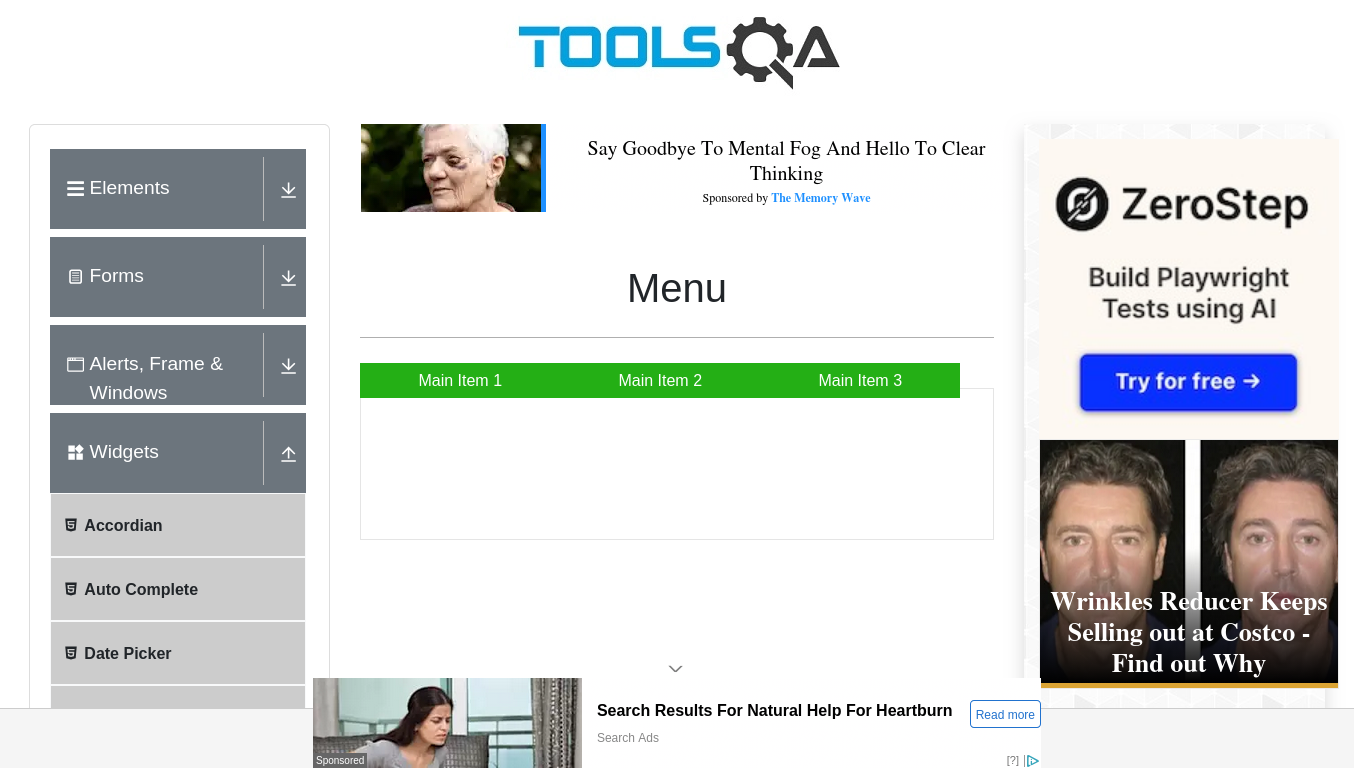 TOOLSQA
Elements
Forms
Alerts, Frame &
Windows
Widgets
Accordian
Auto Complete
Date Picker
Say Goodbye To Mental Fog And Hello To Clear
Thinking
Sponsored by The Memory Wave
Menu
Main Item 1
Main Item 2
Main Item 3
ZeroStep
Build Playwright
Tests using AI
Try for free →
Wrinkles Reducer Keeps
Selling out at Costco -
Find out Why
Sponsored
Search Results For Natural Help For Heartburn
Search Ads
Read more
[?]